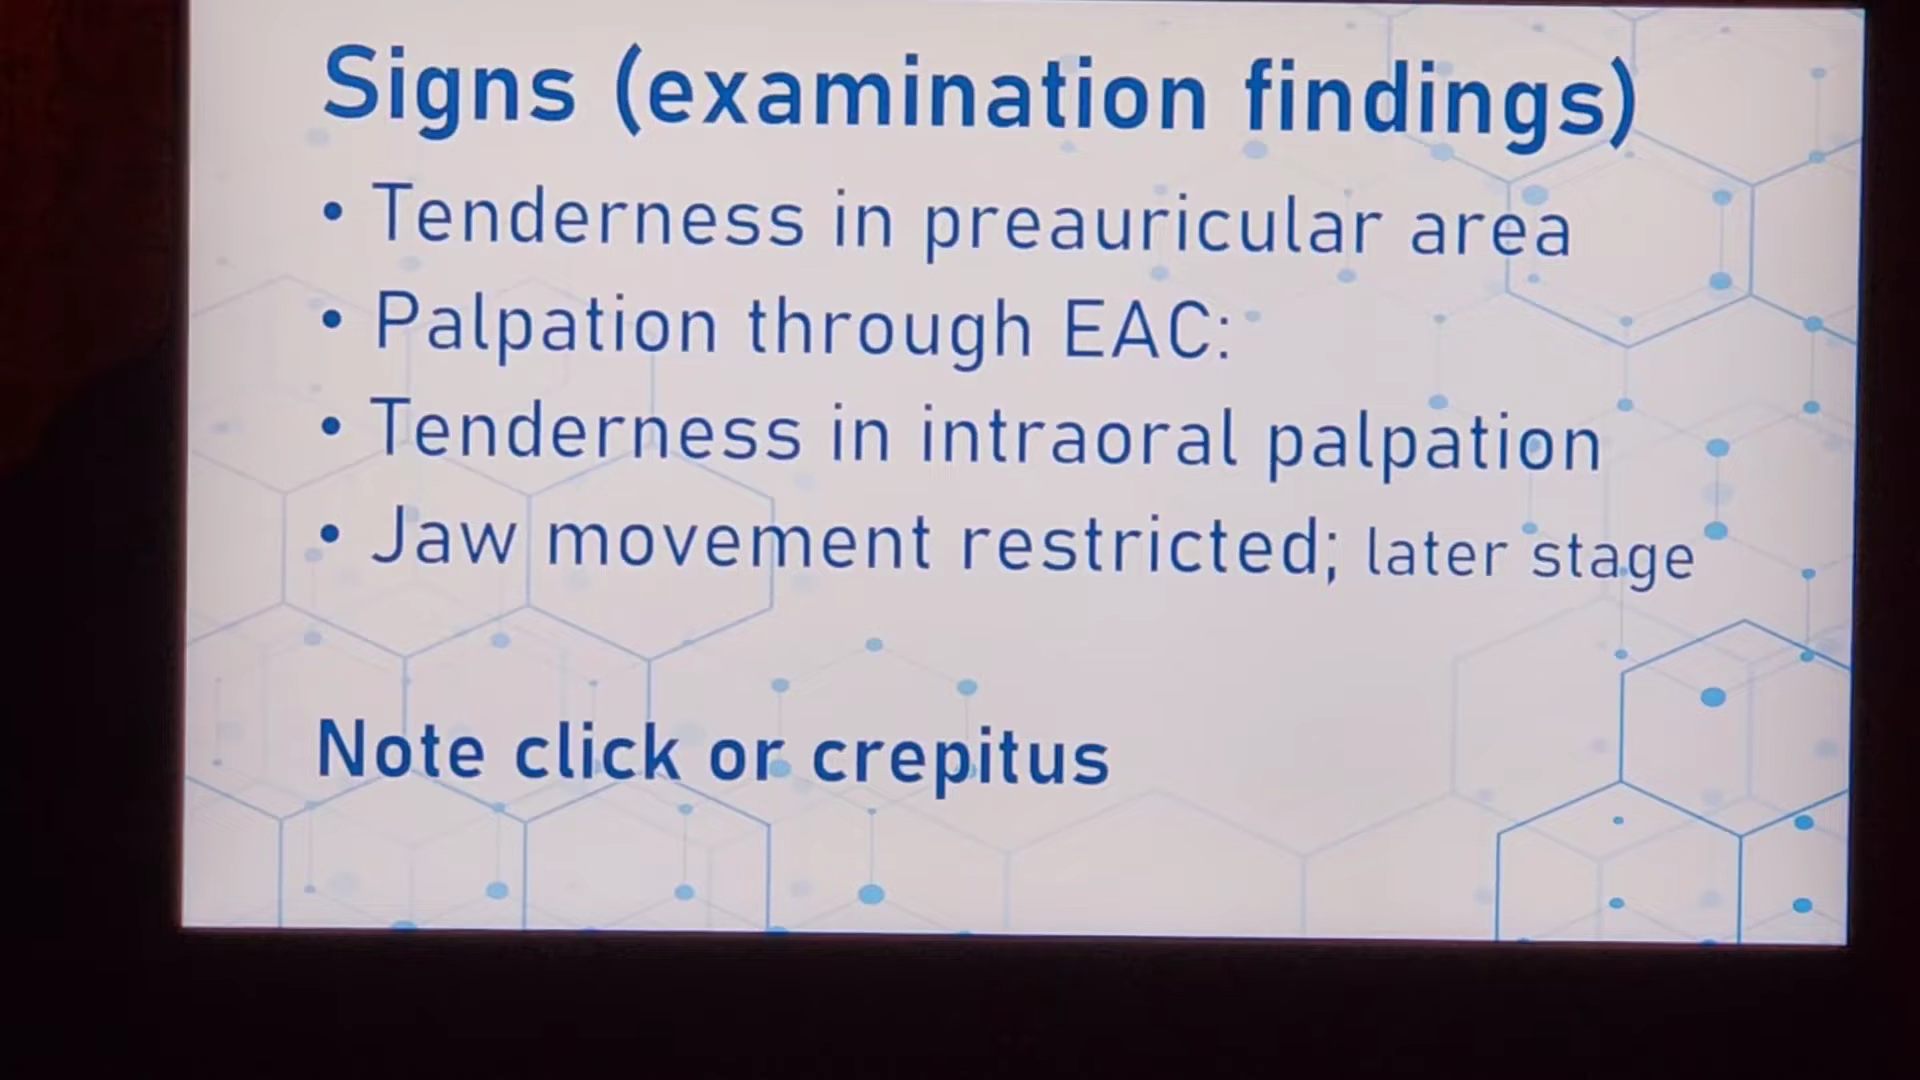 Signs (examination findings)
• Tenderness in preauricular area
• Palpation through EAC:
• Tenderness in intraoral palpation
• Jaw movement restricted; later stage
Note click or crepitus